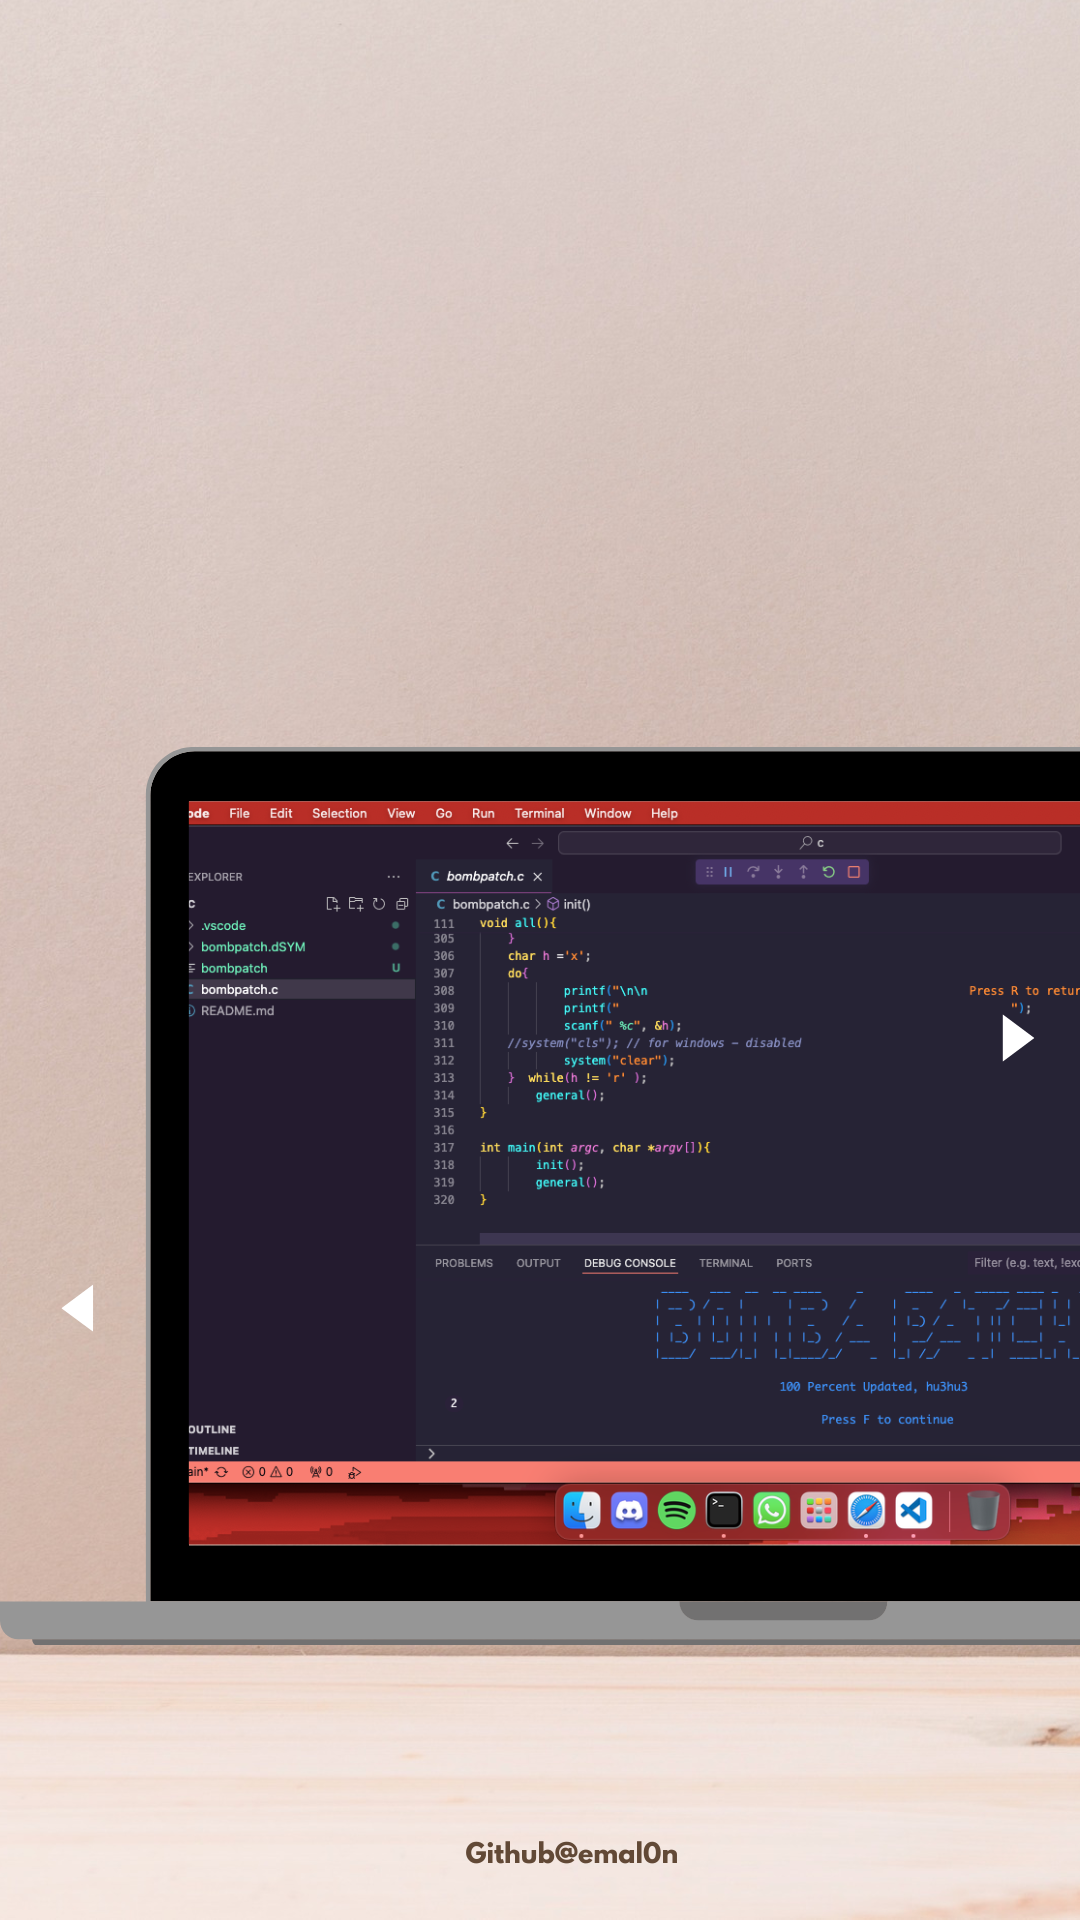 ode File Edit Selection View Go Run Terminal Window Help
c
EXPLORER
bombpatch.c
c
bombpatch.c > init()
.vscode
bombpatch.dSYM
bombpatch U
bombpatch.c
README.md
111 void all(){
305 }
306 char h ='x';
307 do{
308 printf("\n\n Press R to retur
309 printf(" ");
310 scanf(" %c", &h);
311 //system("cls"); // for windows – disabled
312 system("clear");
313 } while(h != 'r' );
314 general();
315 }
316
317 int main(int argc, char *argv[]){
318 init();
319 general();
320 }
PROBLEMS OUTPUT DEBUG CONSOLE TERMINAL PORTS Filter (e.g. text, !exc
100 Percent Updated, hu3hu3
2
Press F to continue
OUTLINE
TIMELINE
ain* 0 0 0
Github@emal0n